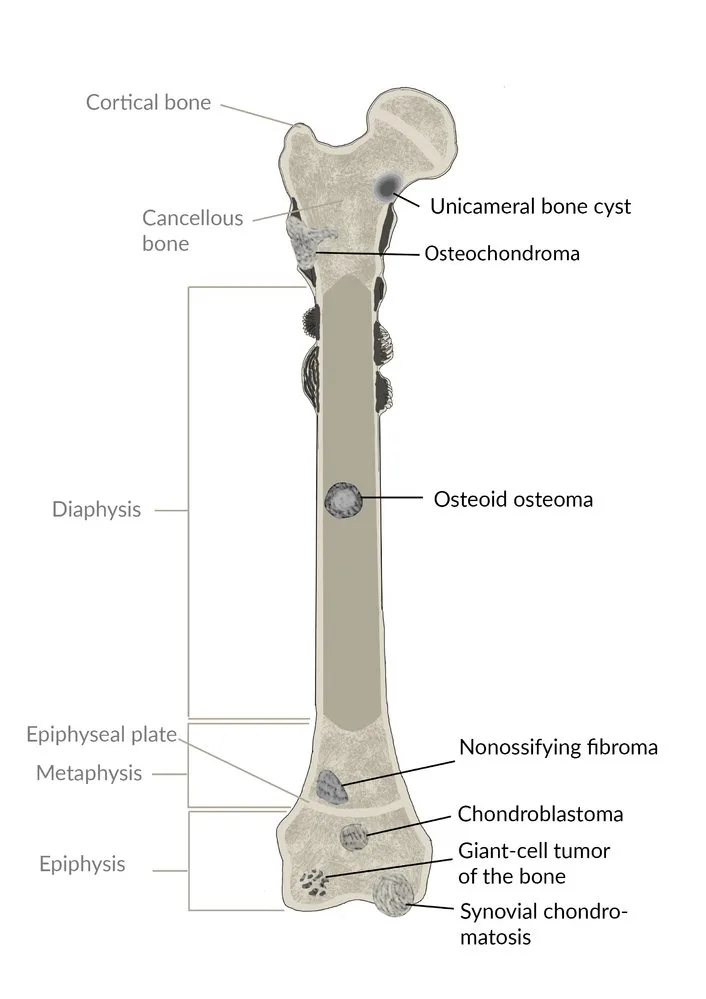 Cortical bone
Unicameral bone cyst
Cancellous
bone
Osteochondroma
Osteoid osteoma
Diaphysis
Epiphyseal plate
Nonossifying fibroma
Metaphysis
Chondroblastoma
Epiphysis
Giant-cell tumor
of the bone
Synovial chondro-
matosis